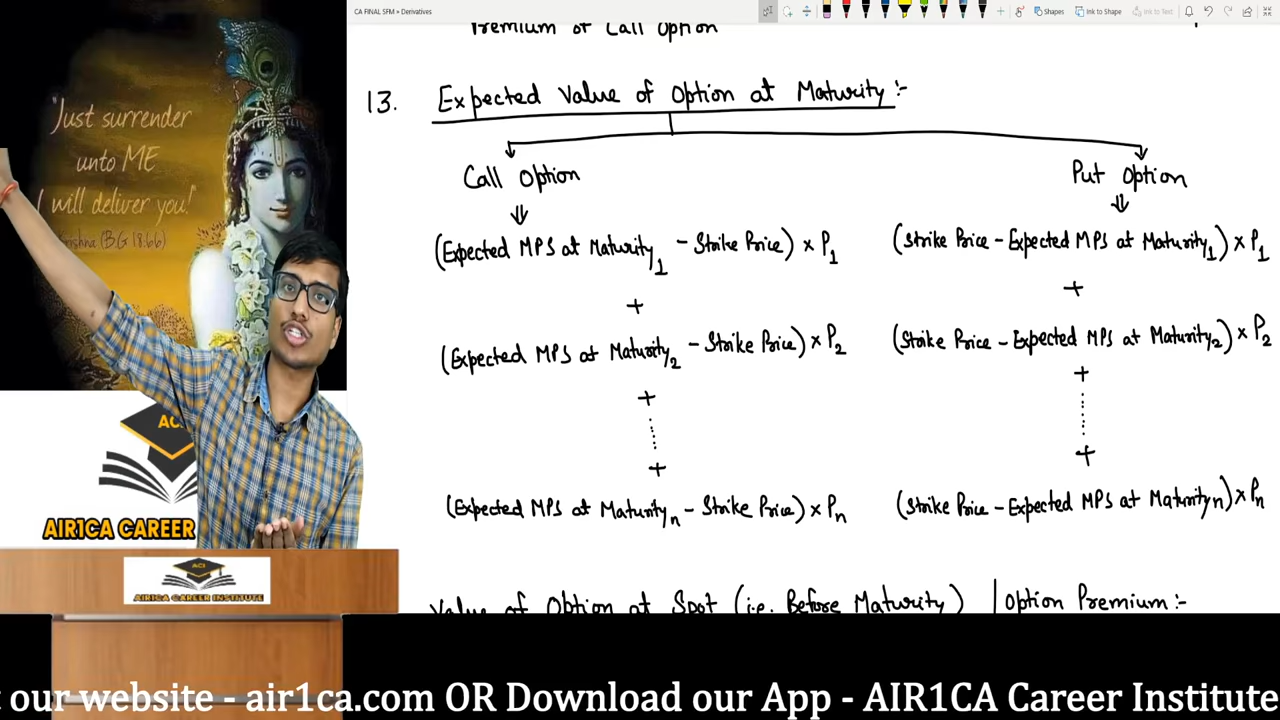 CA FINAL SFM » Derivatives
Shapes
Ink to Shape
Ink to Text
Premium of Call Option
"Just surrender
unto ME
I will deliver you!"
Krishna (B.G 18:66)
13. Expected Value of Option at Maturity :-
Call Option
Put Option
(Expected MPS at Maturity1 - Strike Price) × P1
(Strike Price - Expected MPS at Maturity1) × P1
+
+
(Expected MPS at Maturity2 - Strike Price) × P2
(Strike Price - Expected MPS at Maturity2) × P2
+
+
+
+
(Expected MPS at Maturityn - Strike Price) × Pn
(Strike Price - Expected MPS at Maturityn) × Pn
Value of Option at Spot (i.e. Before Maturity) | Option Premium :-
ACI
AIR1CA CAREER
ACI
AIR1CA CAREER INSTITUTE
our website - air1ca.com OR Download our App - AIR1CA Career Institute